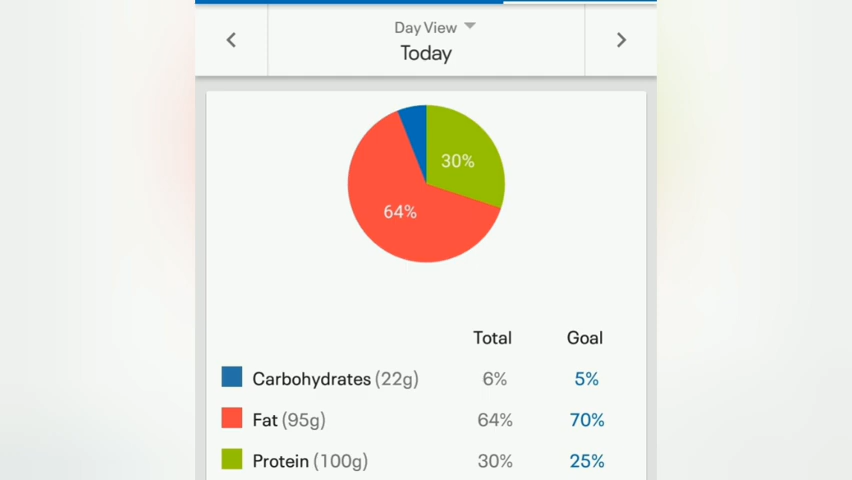 Day View
Today
30%
64%
Total Goal
Carbohydrates (22g) 6% 5%
Fat (95g) 64% 70%
Protein (100g) 30% 25%